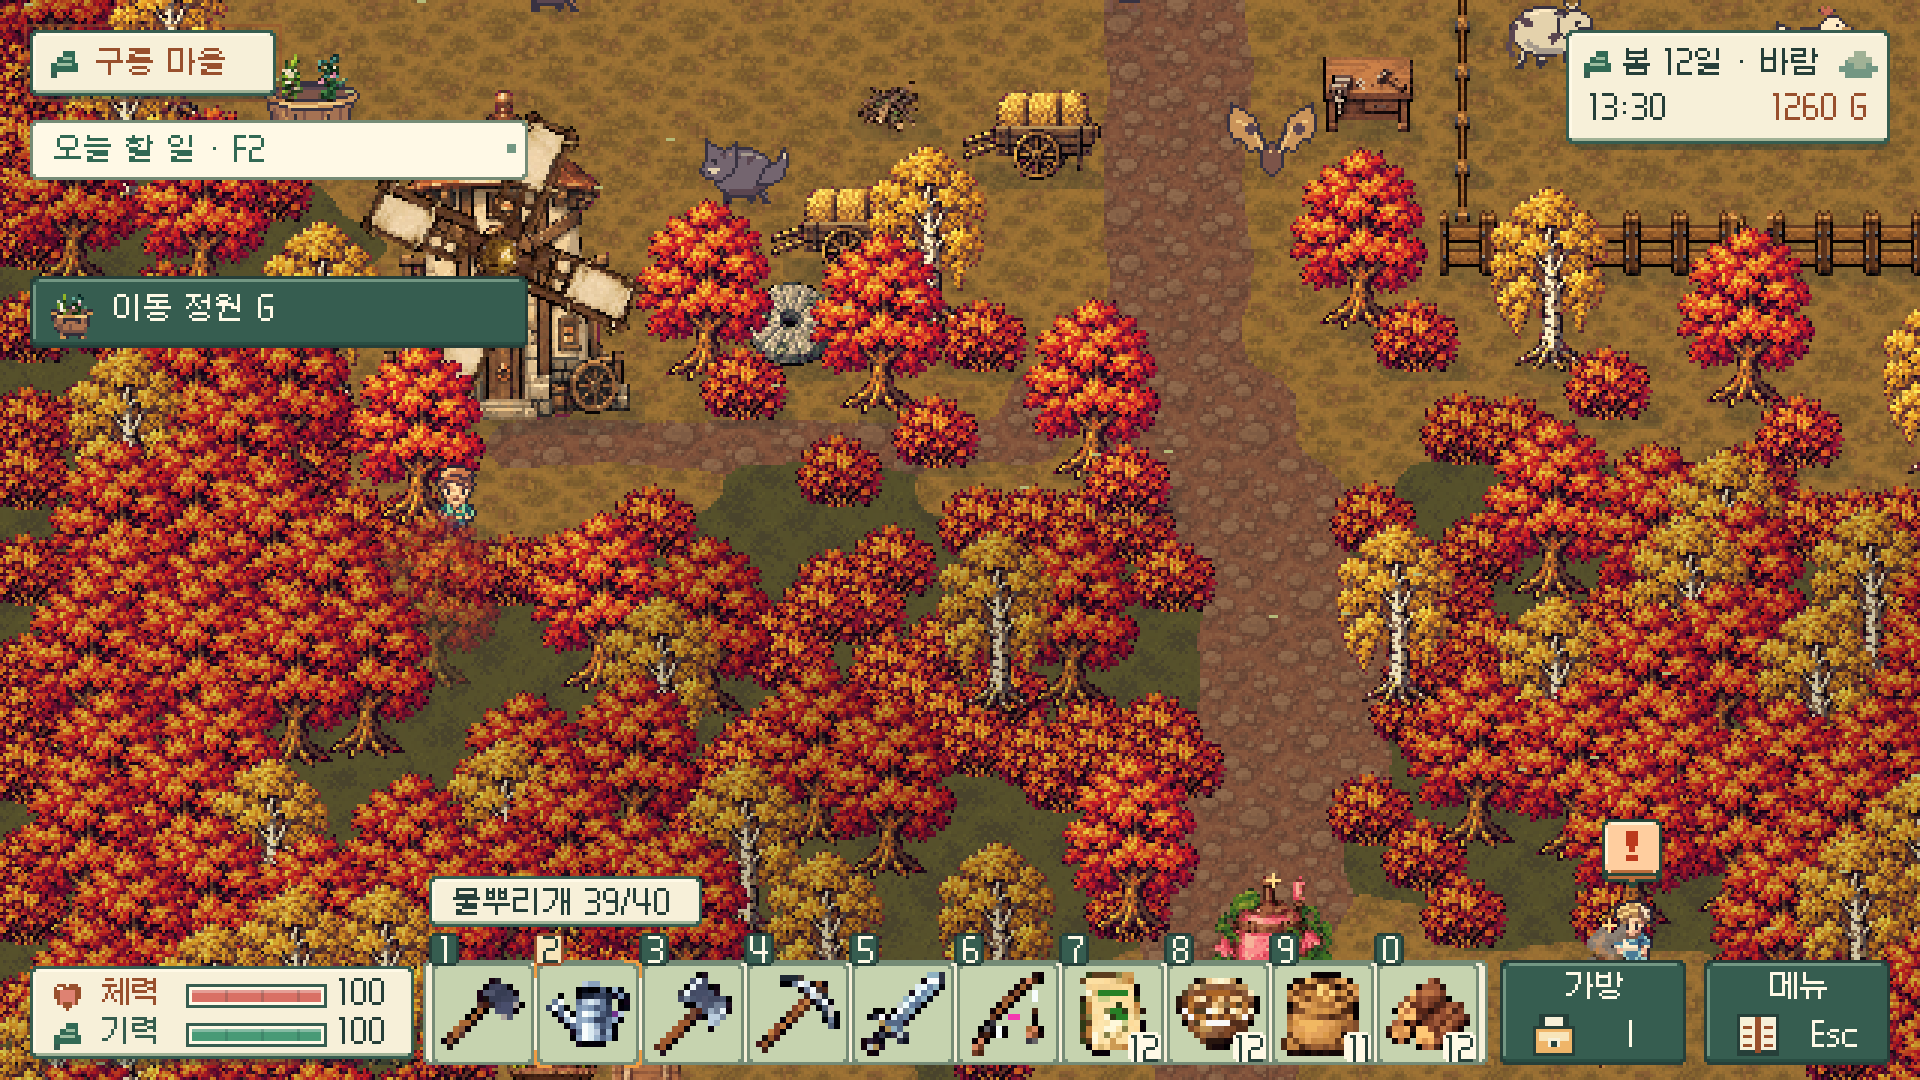 구릉 마을
오늘 할 일 · F2
이동 정원 G
봄 12일 · 바람
13:30
1260 G
!
물뿌리개 39/40
1 2 3 4 5 6 7 8 9 0
12 12 11 12
체력 100
기력 100
가방
I
메뉴
Esc